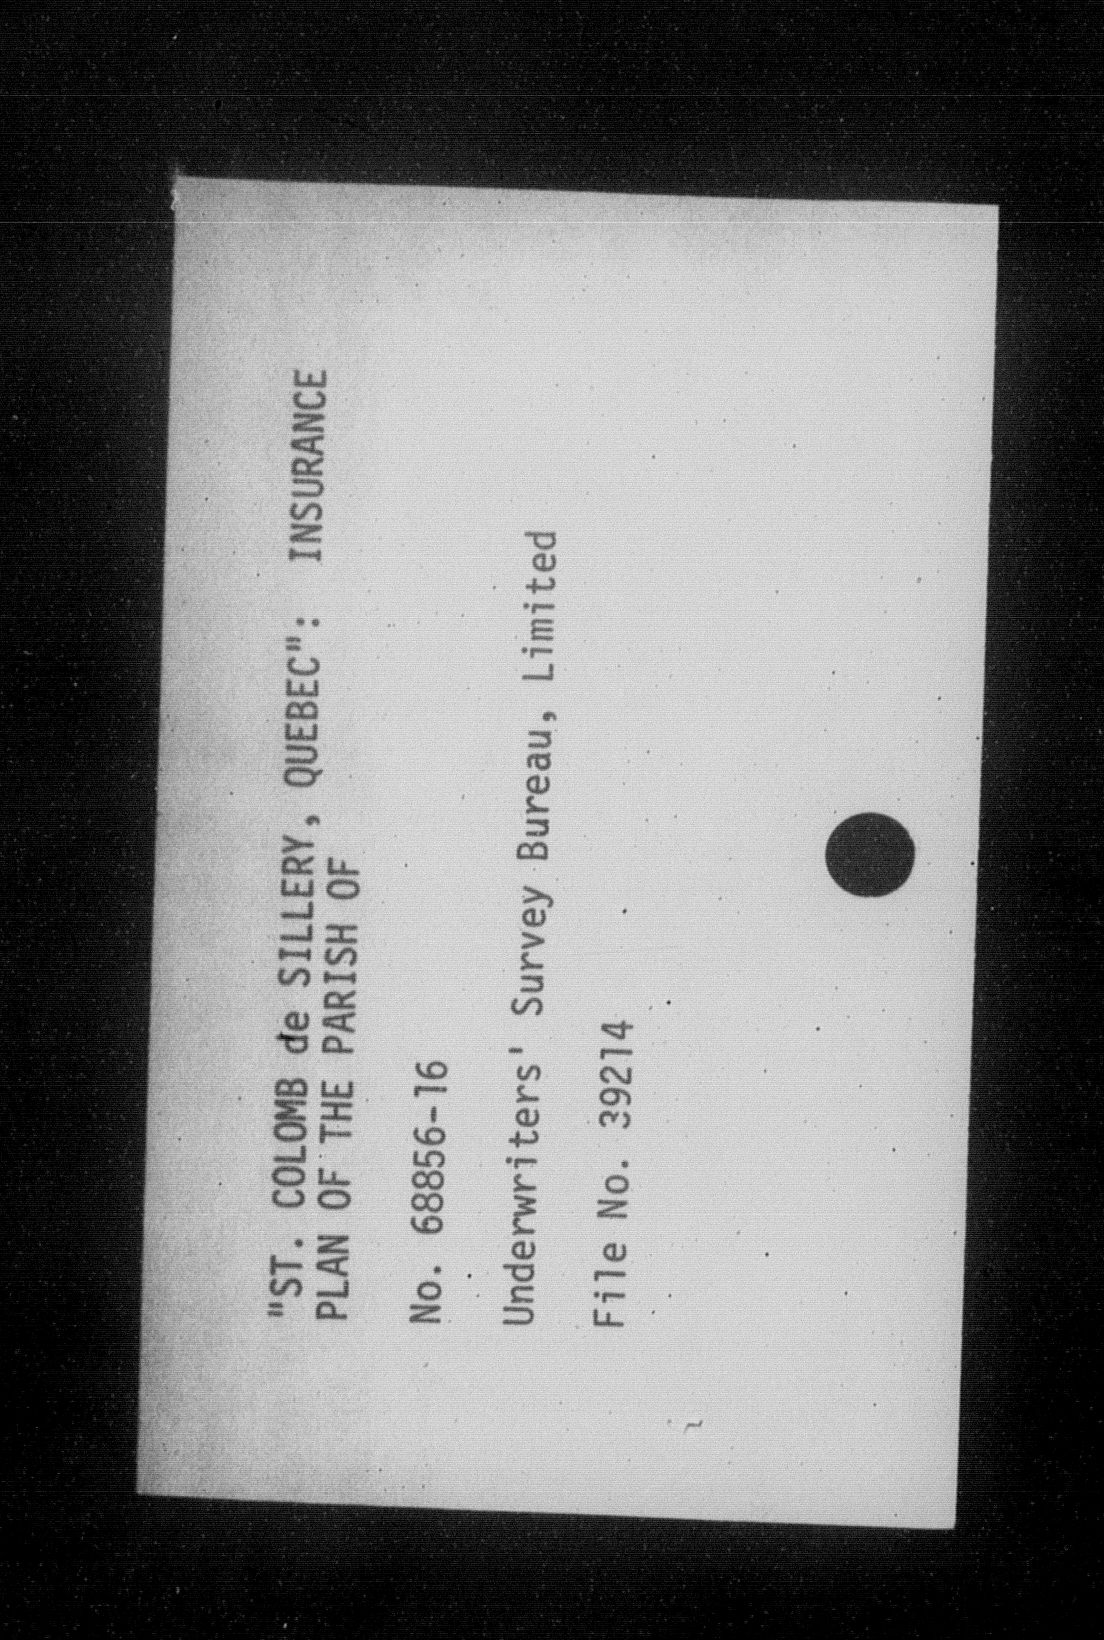 "ST. COLOMB de SILLERY, QUEBEC": INSURANCE
PLAN OF THE PARISH OF
No. 68856-16
Underwriters' Survey Bureau, Limited
File No. 39214